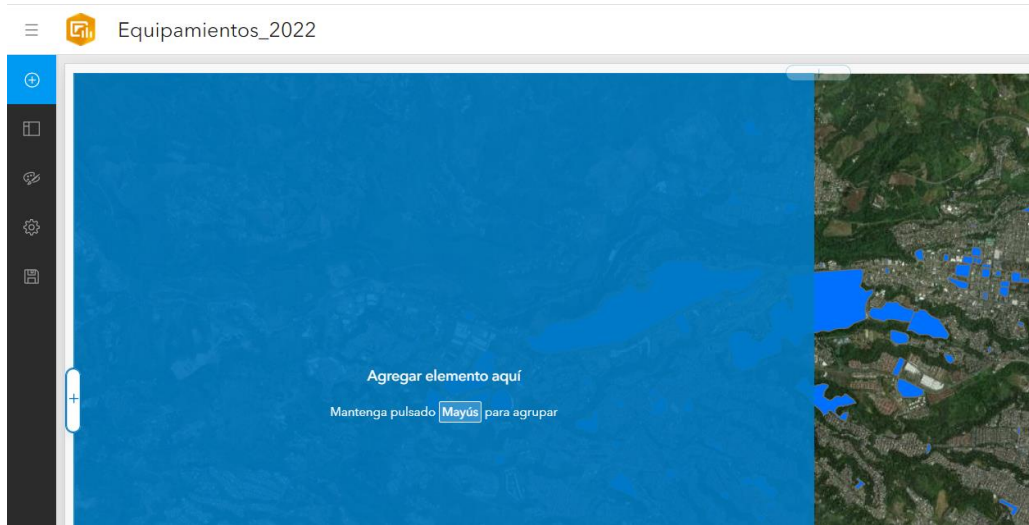 Equipamientos_2022
Agregar elemento aquí
Mantenga pulsado Mayús para agrupar